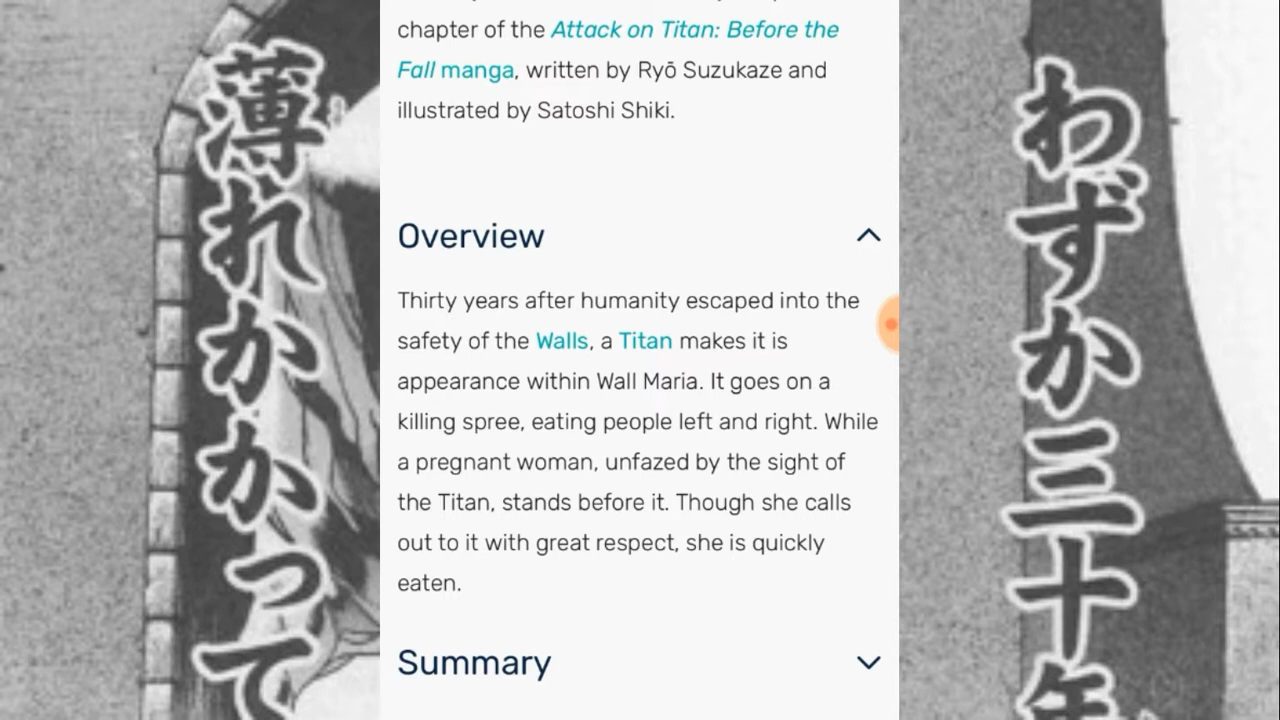 chapter of the Attack on Titan: Before the
Fall manga, written by Ryō Suzukaze and
illustrated by Satoshi Shiki.
Overview
Thirty years after humanity escaped into the
safety of the Walls, a Titan makes it is
appearance within Wall Maria. It goes on a
killing spree, eating people left and right. While
a pregnant woman, unfazed by the sight of
the Titan, stands before it. Though she calls
out to it with great respect, she is quickly
eaten.
Summary
わずか三十年
薄れかかって